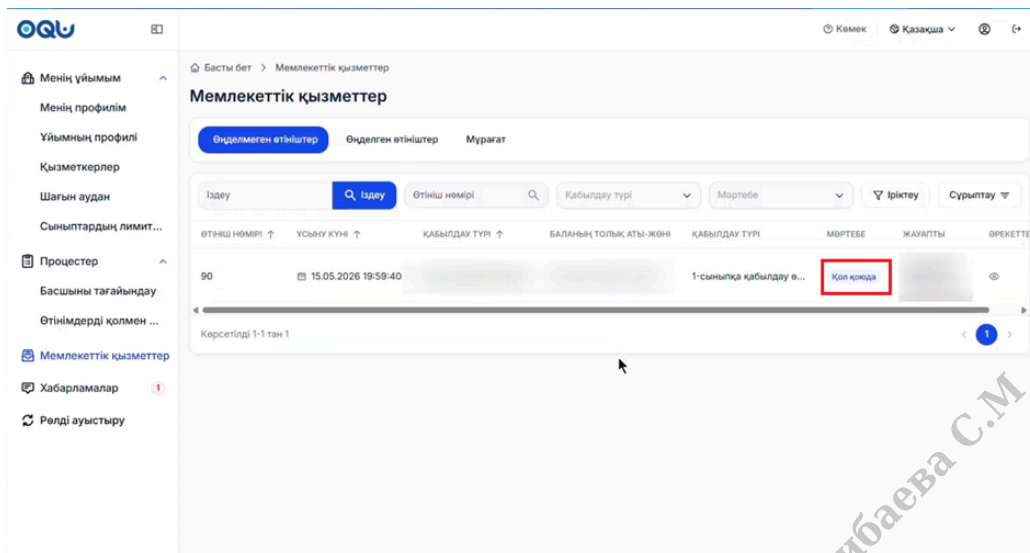 OQU
Көмек
Қазақша
Менің ұйымым
Менің профилім
Ұйымның профилі
Қызметкерлер
Шағын аудан
Сыныптардың лимит...
Процестер
Басшыны тағайындау
Өтінімдерді қолмен ...
Мемлекеттік қызметтер
Хабарламалар 1
Рөлді ауыстыру
Басты бет > Мемлекеттік қызметтер
Мемлекеттік қызметтер
Өңделмеген өтініштер Өңделген өтініштер Мұрағат
Іздеу Іздеу Өтініш нөмірі Қабылдау түрі Мәртебе Іріктеу Сұрыптау
ӨТІНІШ НӨМІРІ ↑ ҰСЫНУ КҮНІ ↑ ҚАБЫЛДАУ ТҮРІ ↑ БАЛАНЫҢ ТОЛЫҚ АТЫ-ЖӨНІ ҚАБЫЛДАУ ТҮРІ МӘРТЕБЕ ЖАУАПТЫ ӘРЕКЕТТЕ
90 15.05.2026 19:59:40 1-сыныпқа қабылдау ө... Қол қоюда
Көрсетілді 1-1 тан 1
1